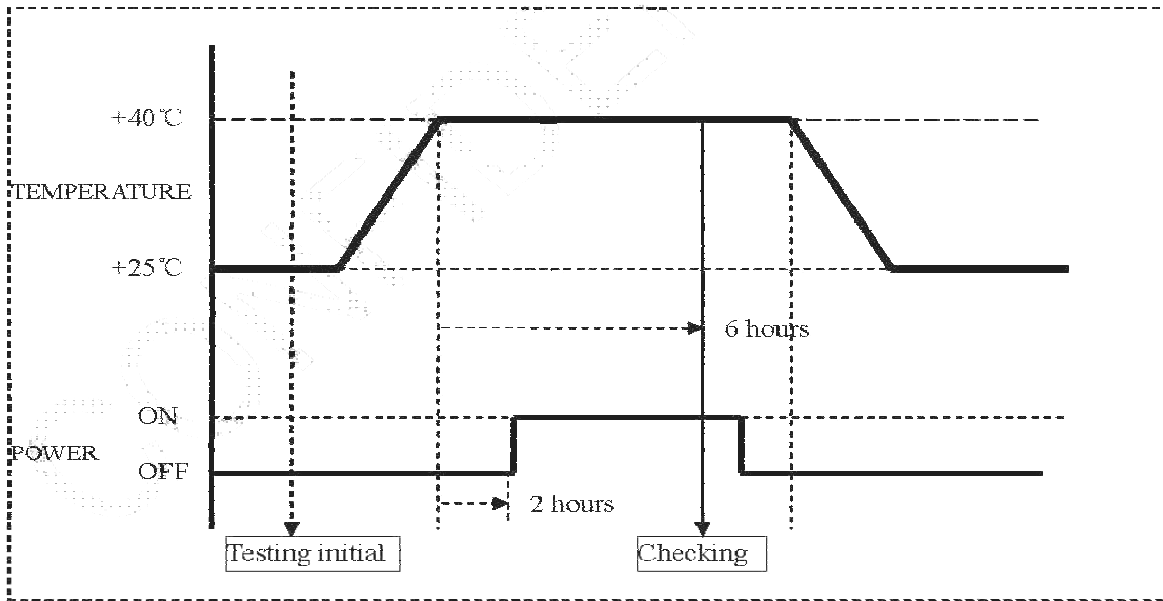 +40℃
TEMPERATURE
+25℃
6 hours
ON
POWER
OFF
2 hours
Testing initial
Checking